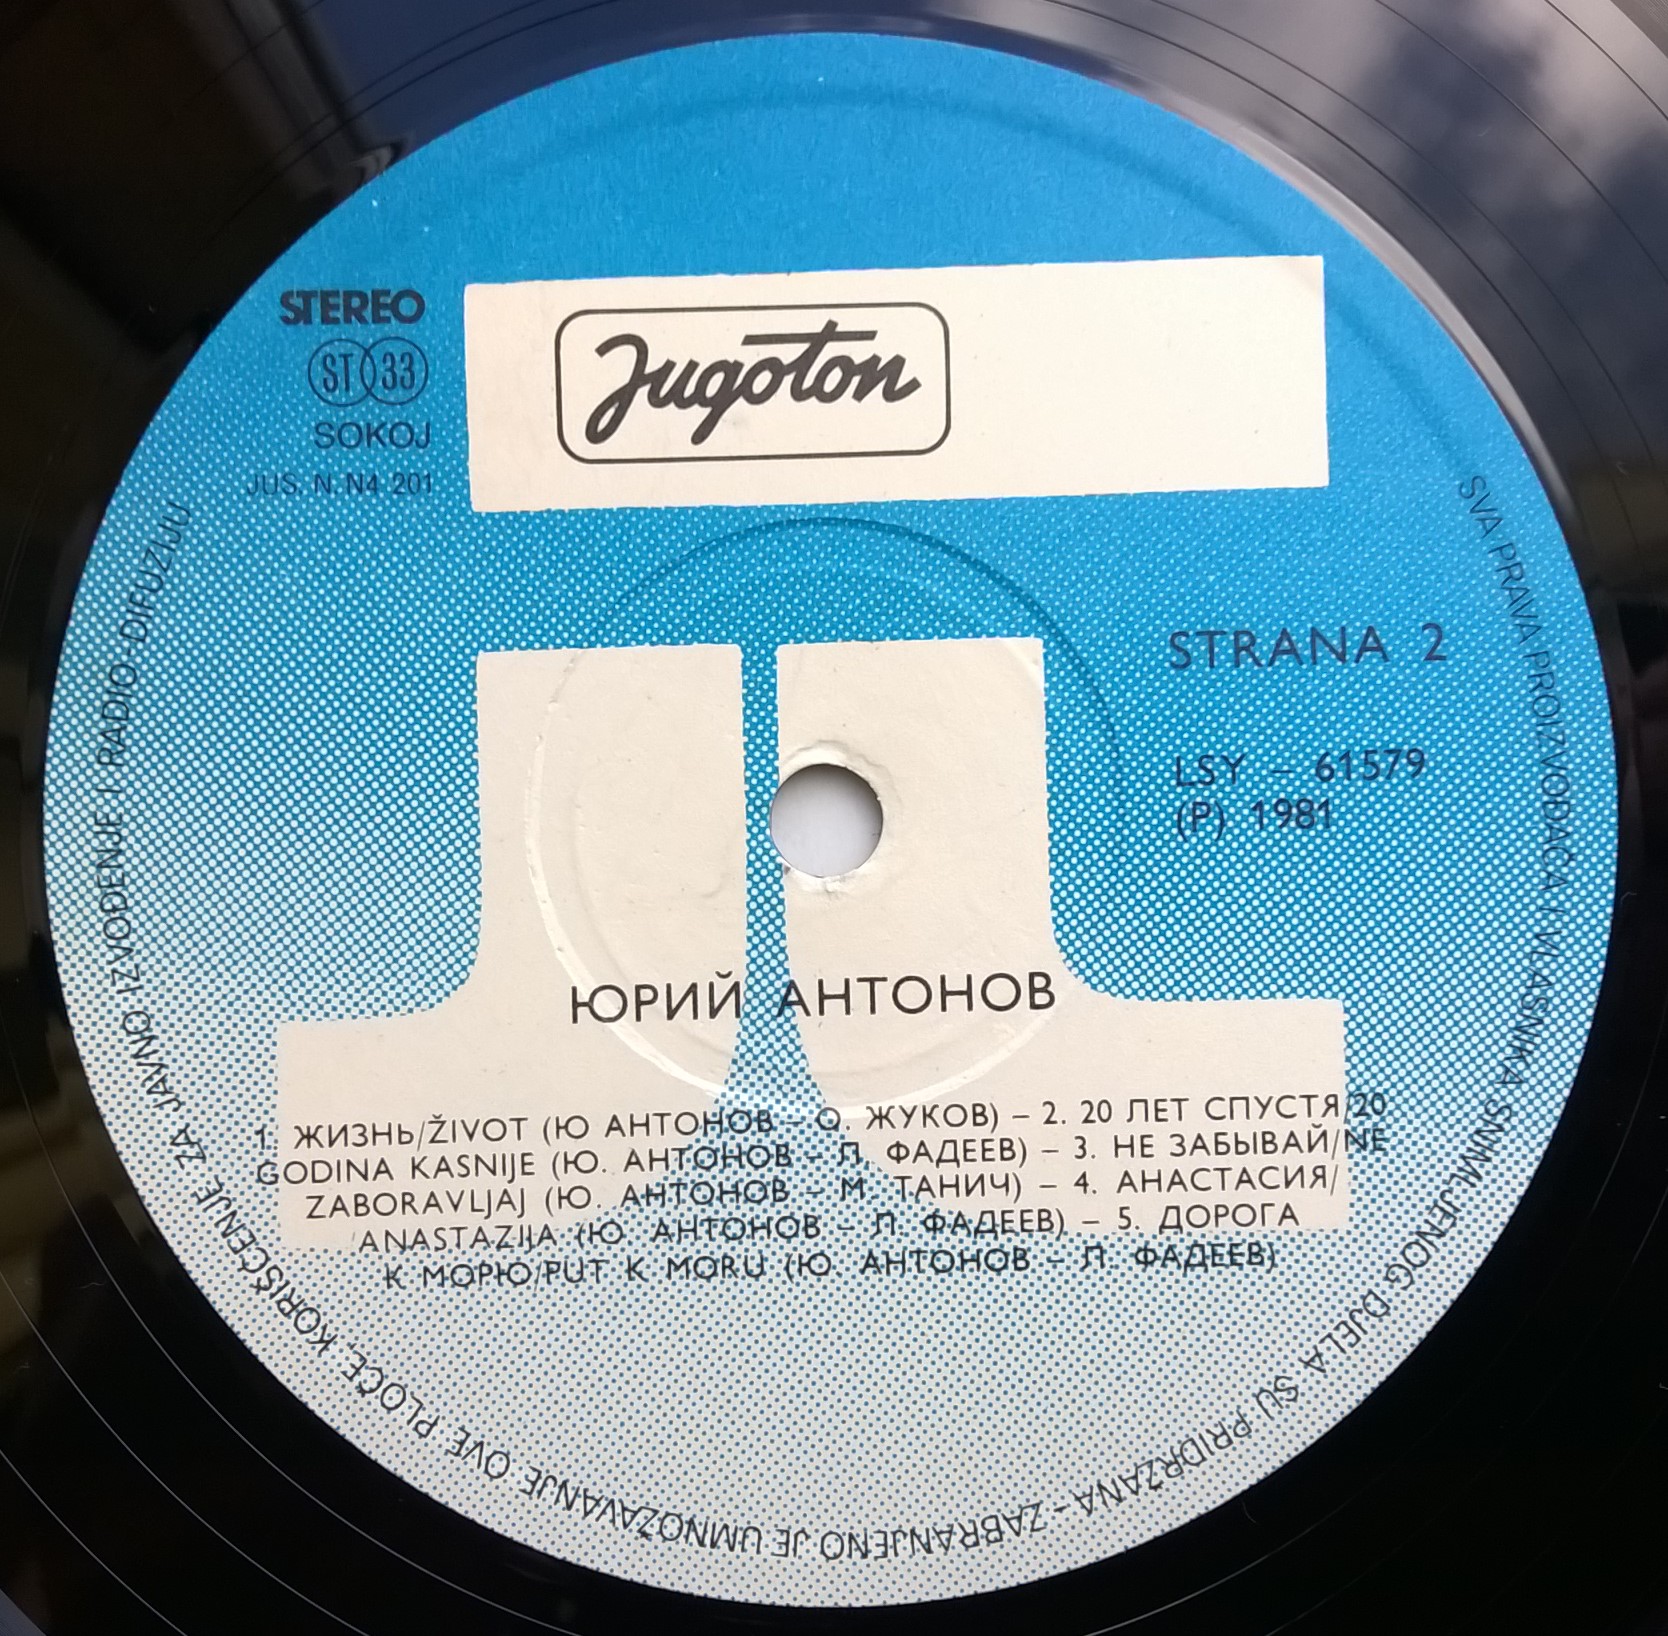 STEREO
ST 33
SOKOJ
JUS. N. N4 201
Jugoton
STRANA 2
LSY – 61579
(P) 1981
ЮРИЙ АНТОНОВ
1. ЖИЗНЬ/ŽIVOT (Ю АНТОНОВ – О. ЖУКОВ) – 2. 20 ЛЕТ СПУСТЯ/20
GODINA KASNIJE (Ю. АНТОНОВ – Л. ФАДЕЕВ) – 3. НЕ ЗАБЫВАЙ/NE
ZABORAVLJAJ (Ю. АНТОНОВ – М. ТАНИЧ) – 4. АНАСТАСИЯ/
ANASTAZIJA (Ю. АНТОНОВ – Л. ФАДЕЕВ) – 5. ДОРОГА
К МОРЮ/PUT K MORU (Ю. АНТОНОВ – Л. ФАДЕЕВ)
SVA PRAVA PROIZVOĐAČA I VLASNIKA SNIMLJENOG DJELA SU PRIDRŽANA – ZABRANJENO JE UMNOŽAVANJE OVE PLOČE, KORIŠĆENJE ZA JAVNO IZVOĐENJE I RADIO-DIFUZIJU